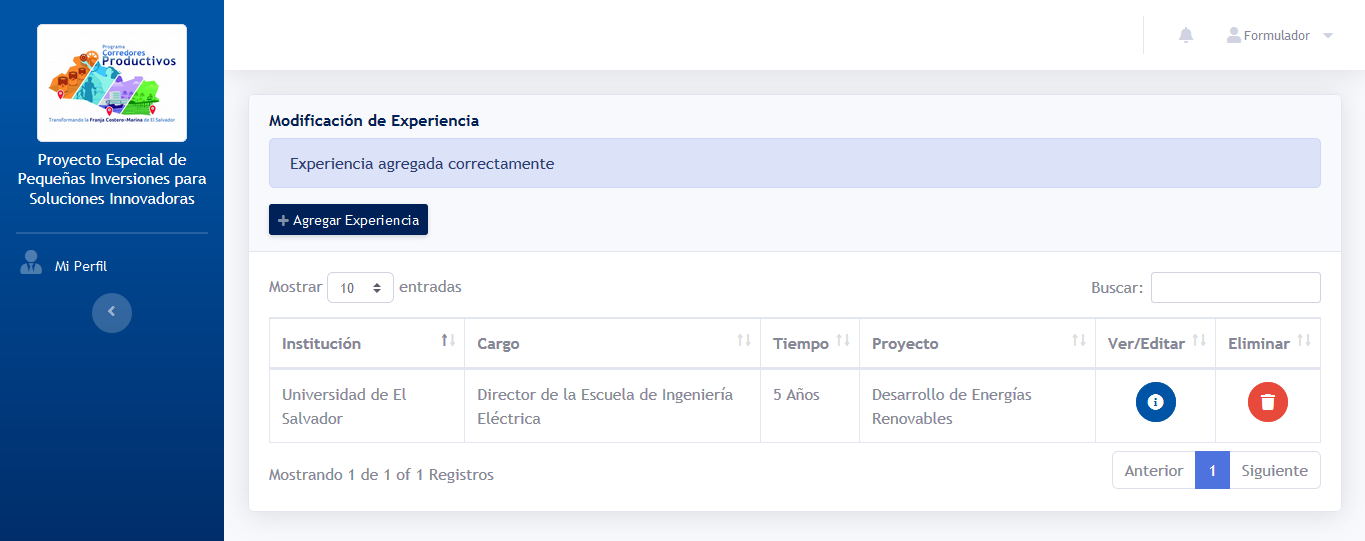 Programa
Corredores
Productivos
Transformando la Franja Costero-Marina de El Salvador
Proyecto Especial de
Pequeñas Inversiones para
Soluciones Innovadoras
Mi Perfil
Formulador
Modificación de Experiencia
Experiencia agregada correctamente
+ Agregar Experiencia
Mostrar 10 entradas
Buscar:
Institución Cargo Tiempo Proyecto Ver/Editar Eliminar
Universidad de El Director de la Escuela de Ingeniería 5 Años Desarrollo de Energías
Salvador Eléctrica Renovables
Mostrando 1 de 1 of 1 Registros
Anterior 1 Siguiente